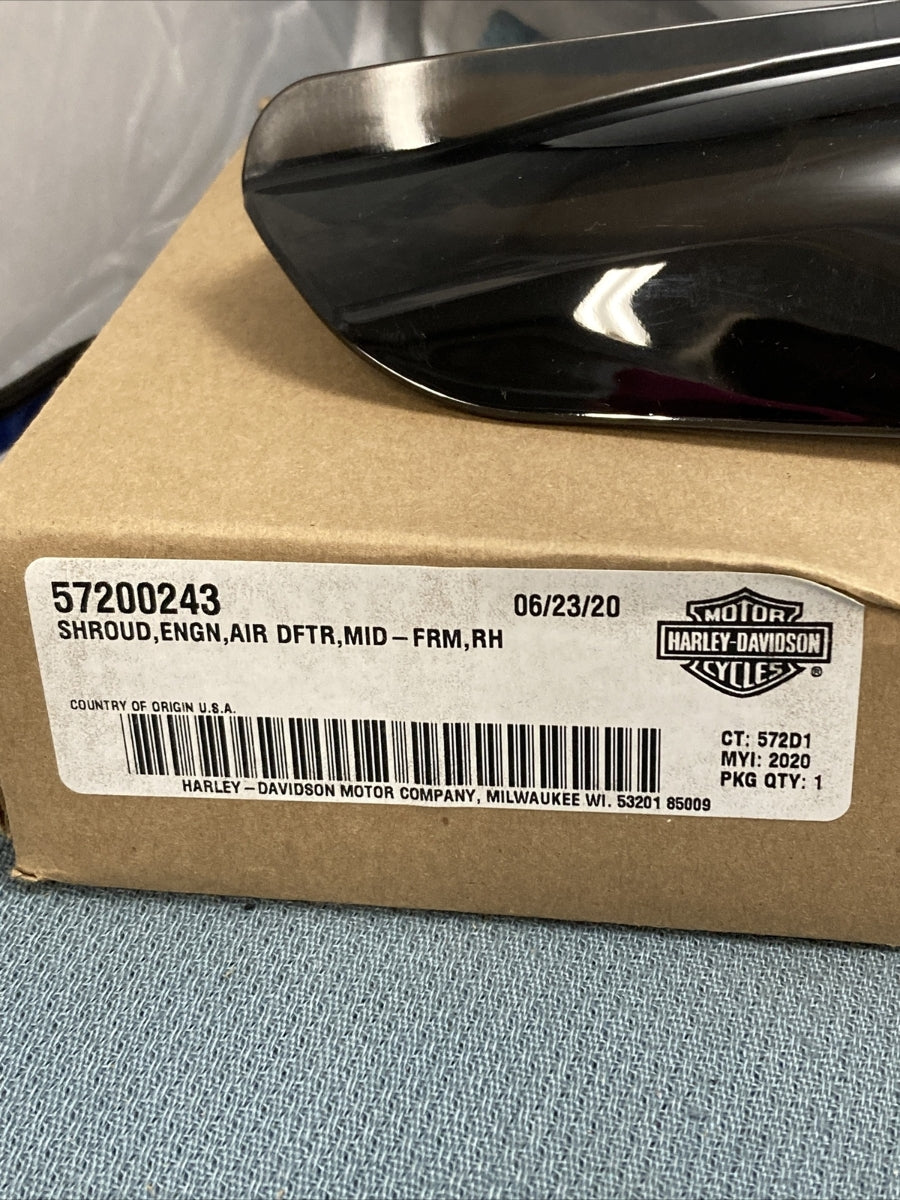 57200243
06/23/20
SHROUD,ENGN,AIR DFTR,MID-FRM,RH
MOTOR
HARLEY-DAVIDSON
CYCLES
®
COUNTRY OF ORIGIN U.S.A.
CT: 572D1
MYI: 2020
PKG QTY: 1
HARLEY-DAVIDSON MOTOR COMPANY, MILWAUKEE WI. 53201 85009